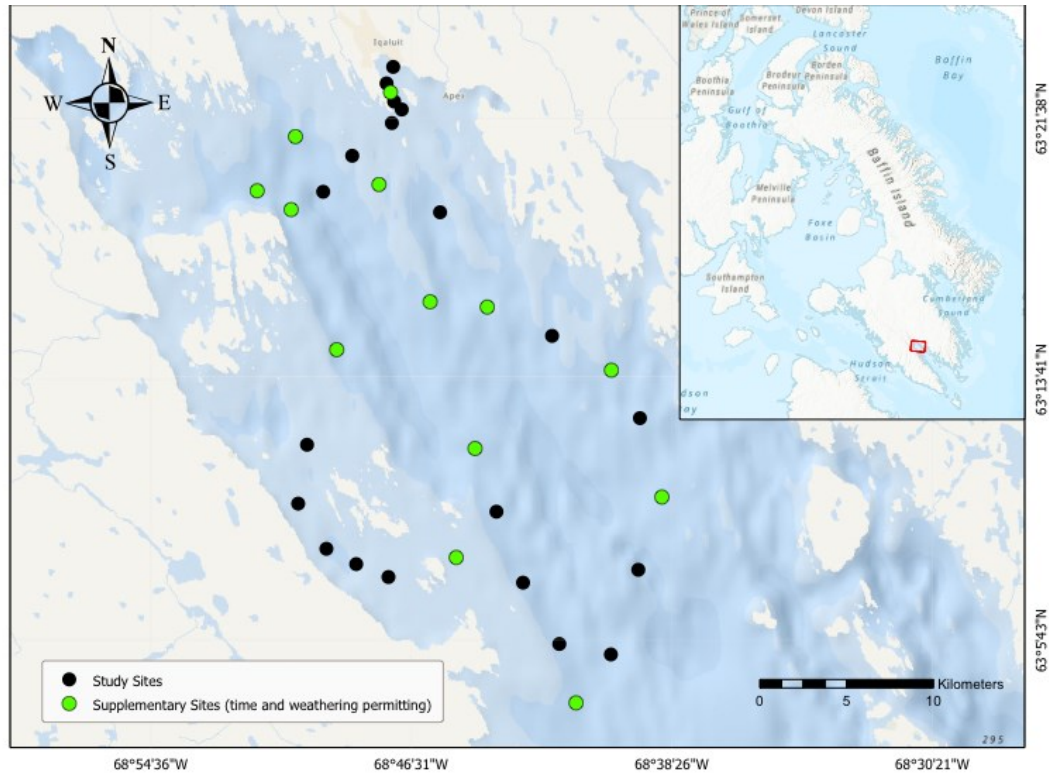 N
W E
S
Iqaluit
Apex
Prince of
Wales Island
Somerset
Island
Devon Island
Lancaster
Sound
Borden
Peninsula
Brodeur
Peninsula
Boothia
Peninsula
Gulf of
Boothia
Baffin
Bay
Baffin Island
Melville
Peninsula
Foxe
Basin
Southampton
Island
Cumberland
Sound
Hudson
Strait
dson
ay
63°21'38"N
63°13'41"N
63°5'43"N
Study Sites
Supplementary Sites (time and weathering permitting)
Kilometers
0 5 10
295
68°54'36"W 68°46'31"W 68°38'26"W 68°30'21"W